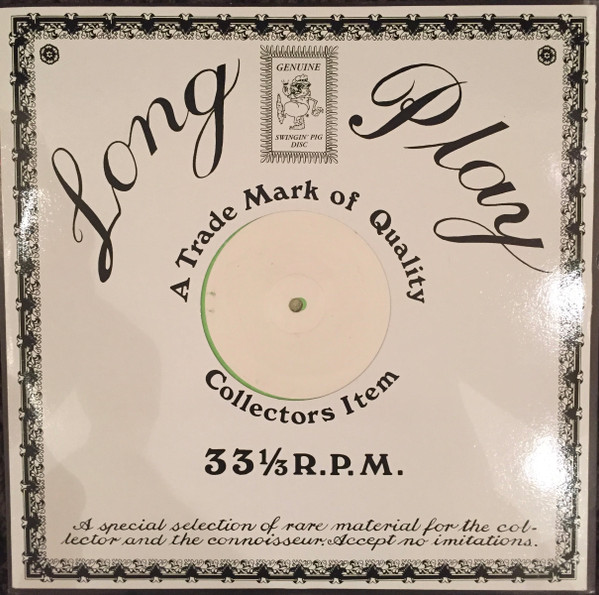 Long Play
GENUINE
SWINGIN' PIG
DISC
A Trade Mark of Quality
Collectors Item
33⅓ R.P.M.
A special selection of rare material for the col-
lector and the connoisseur. Accept no imitations.